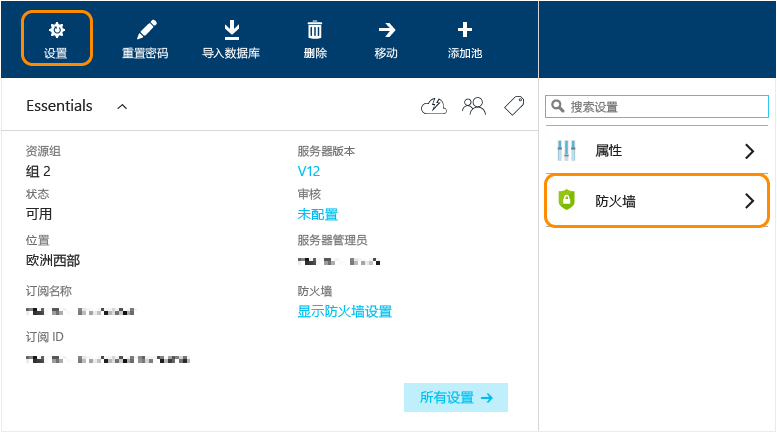 设置
重置密码
导入数据库
删除
移动
添加池
Essentials
搜索设置
属性
防火墙
资源组
组 2
服务器版本
V12
状态
可用
审核
未配置
位置
欧洲西部
服务器管理员
订阅名称
防火墙
显示防火墙设置
订阅 ID
所有设置